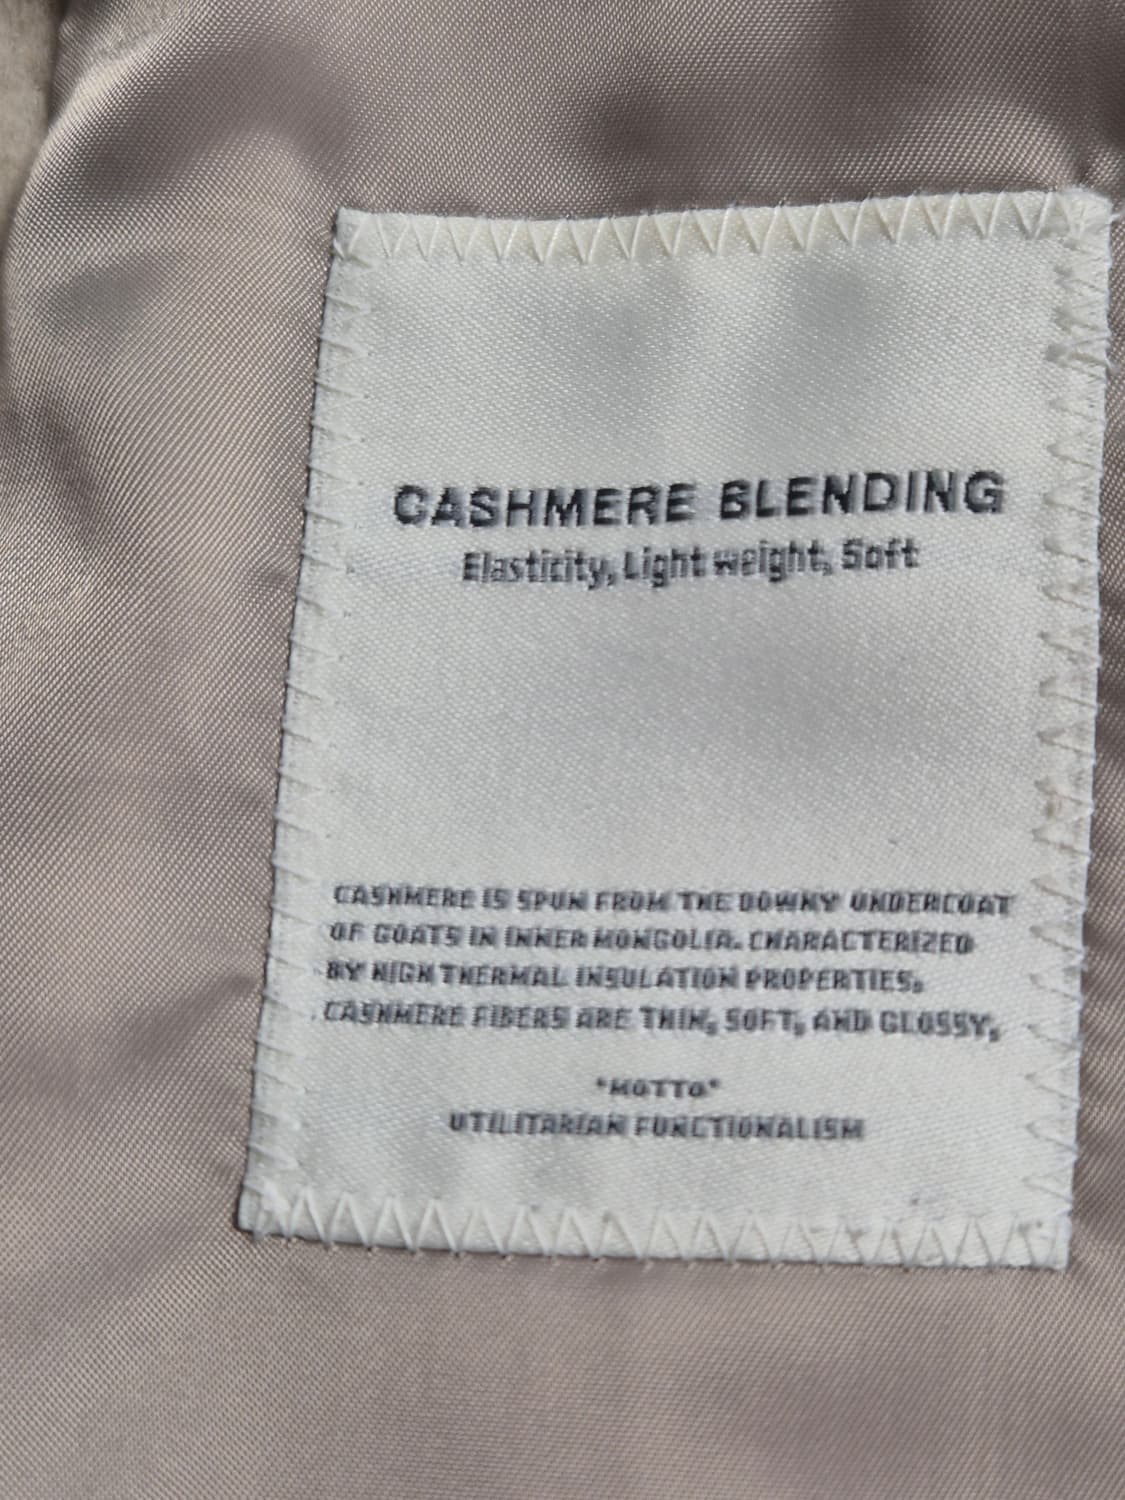 CASHMERE BLENDING
Elasticity, Light weight, Soft
CASHMERE IS SPUN FROM THE DOWNY UNDERCOAT
OF GOATS IN INNER MONGOLIA. CHARACTERIZED
BY HIGH THERMAL INSULATION PROPERTIES,
CASHMERE FIBERS ARE THIN, SOFT, AND GLOSSY,
"MOTTO"
UTILITARIAN FUNCTIONALISM